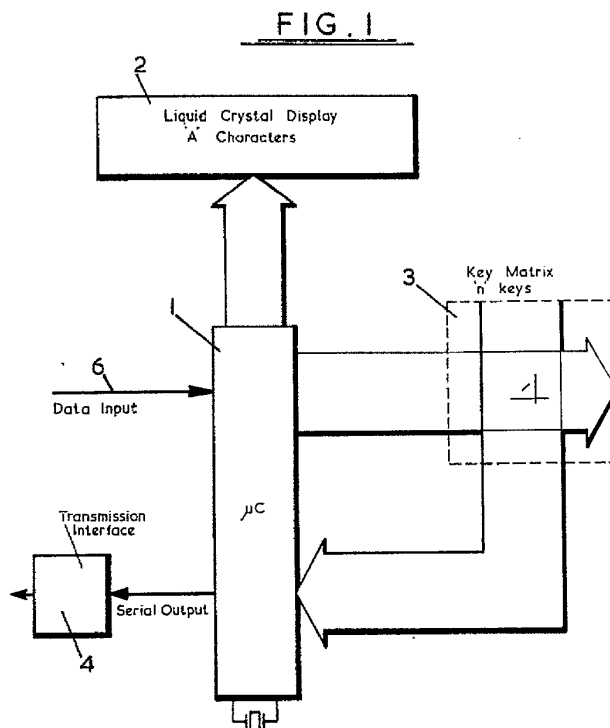 FIG.1
2
Liquid Crystal Display
'A' Characters
Key Matrix
'n' keys
3
1
6
Data Input
µC
Transmission
Interface
Serial Output
4